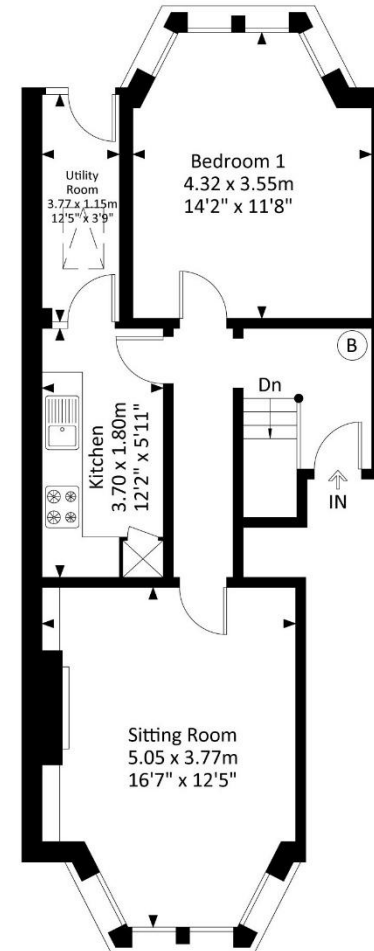 Bedroom 1
4.32 x 3.55m
14'2" x 11'8"
Utility
Room
3.77 x 1.15m
12'5" x 3'9"
B
Dn
IN
Kitchen
3.70 x 1.80m
12'2" x 5'11"
Sitting Room
5.05 x 3.77m
16'7" x 12'5"